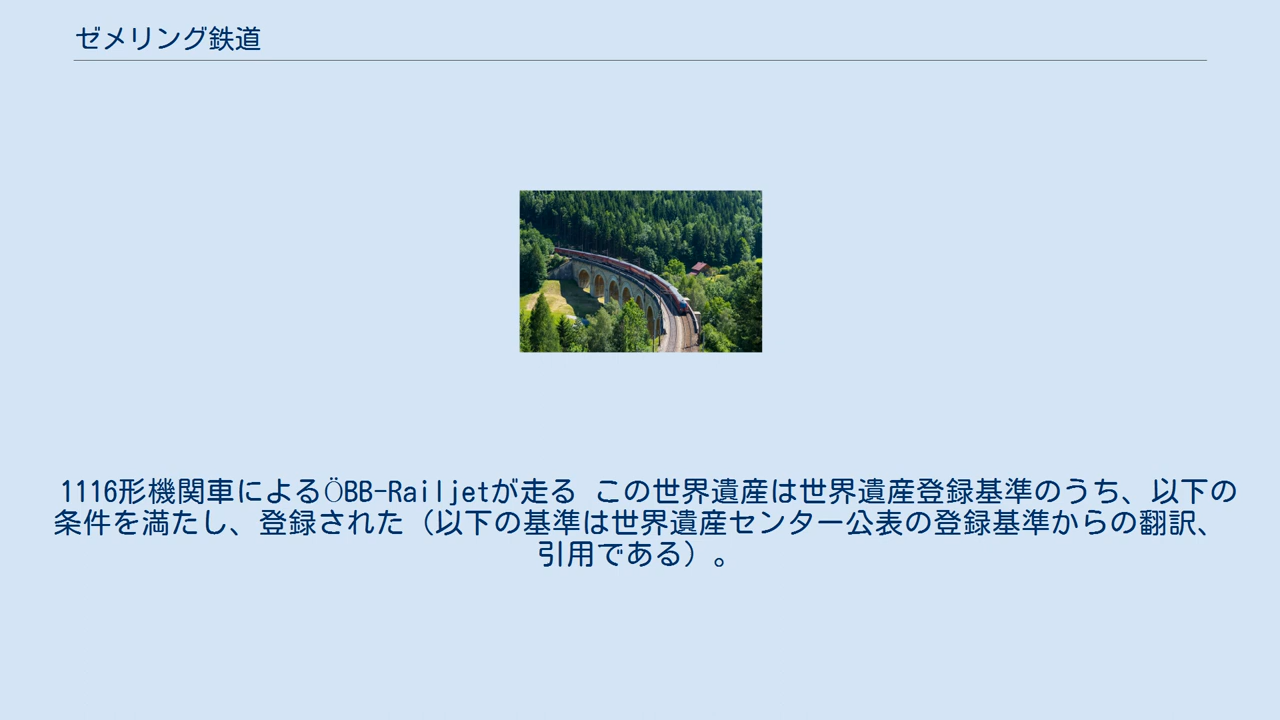 ゼメリング鉄道
1116形機関車によるÖBB-Railjetが走る この世界遺産は世界遺産登録基準のうち、以下の
条件を満たし、登録された（以下の基準は世界遺産センター公表の登録基準からの翻訳、
引用である）。